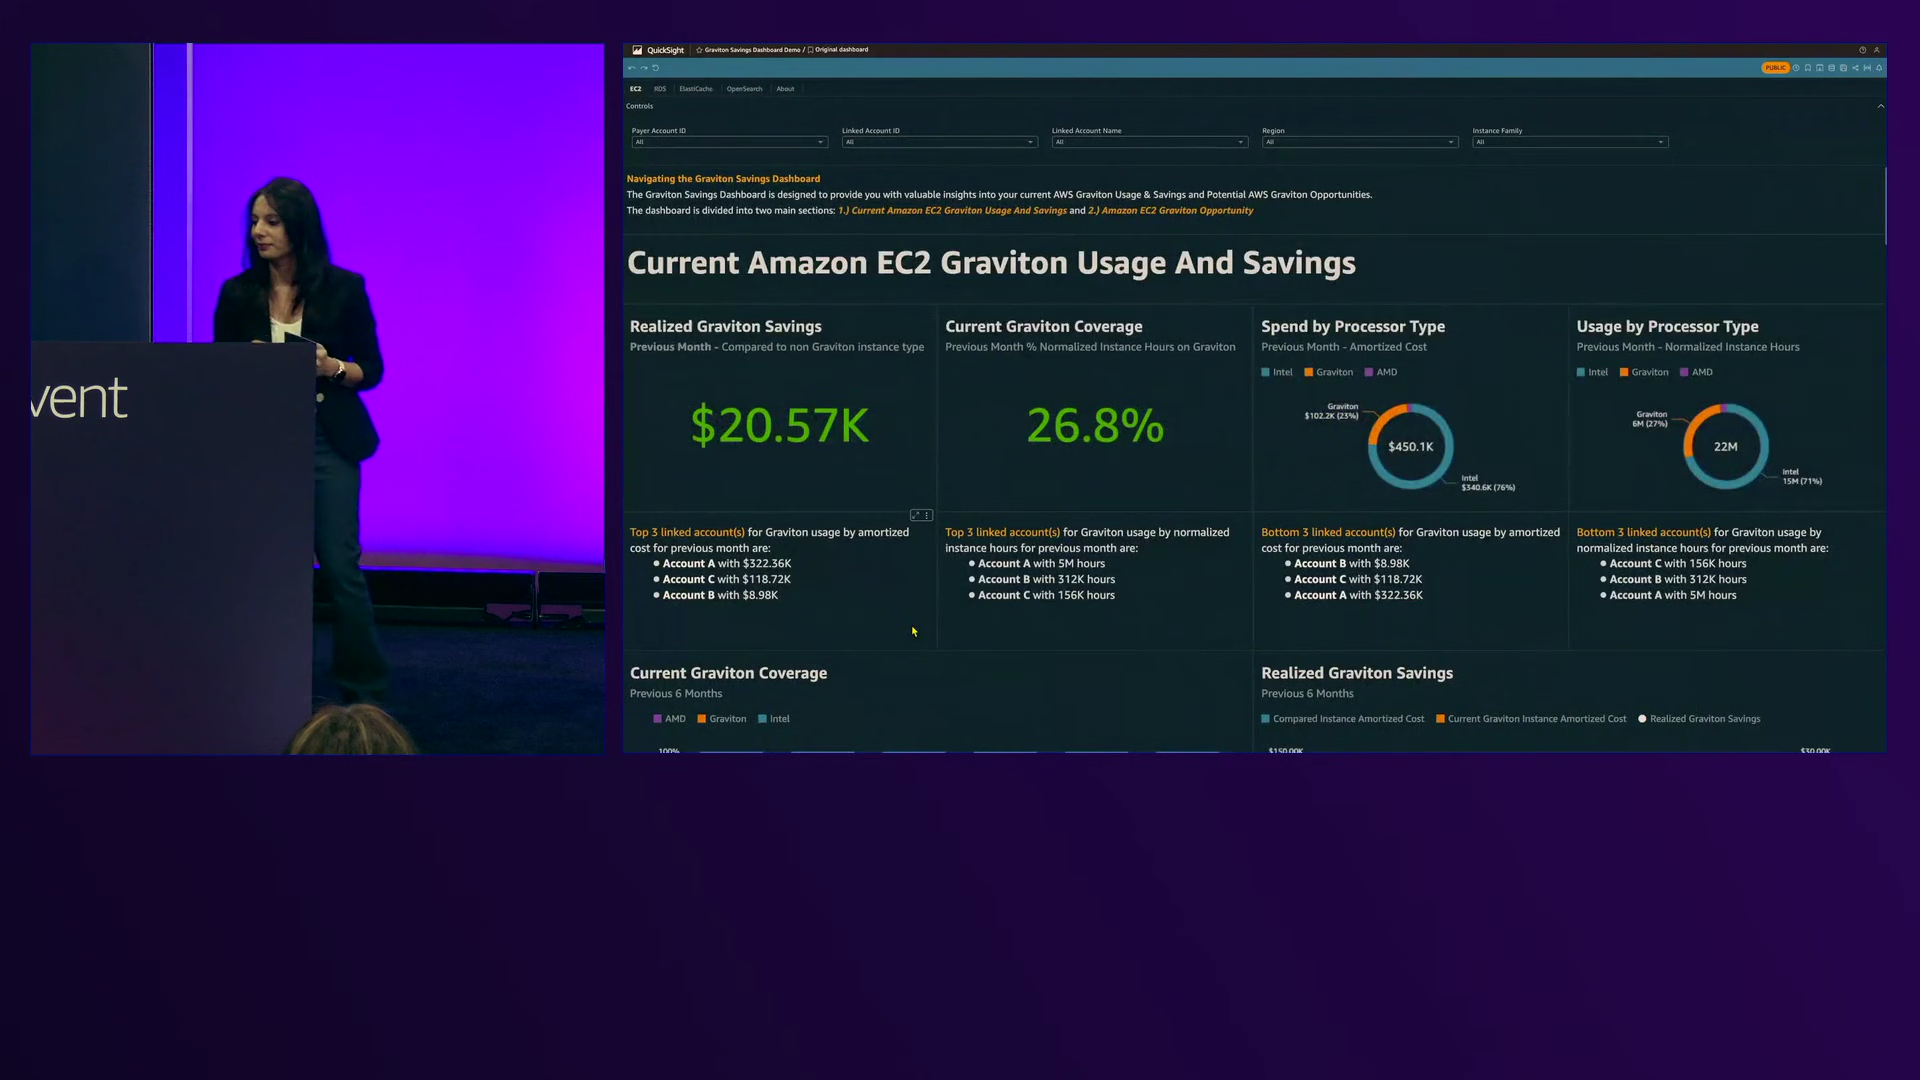 vent
QuickSight
Graviton Savings Dashboard Demo / Original dashboard
PUBLIC
EC2 RDS ElastiCache OpenSearch About
Controls
Payer Account ID
All
Linked Account ID
All
Linked Account Name
All
Region
All
Instance Family
All
Navigating the Graviton Savings Dashboard
The Graviton Savings Dashboard is designed to provide you with valuable insights into your current AWS Graviton Usage & Savings and Potential AWS Graviton Opportunities.
The dashboard is divided into two main sections: 1.) Current Amazon EC2 Graviton Usage And Savings and 2.) Amazon EC2 Graviton Opportunity
Current Amazon EC2 Graviton Usage And Savings
Realized Graviton Savings
Previous Month - Compared to non Graviton instance type
$20.57K
Current Graviton Coverage
Previous Month % Normalized Instance Hours on Graviton
26.8%
Spend by Processor Type
Previous Month - Amortized Cost
Intel Graviton AMD
Graviton
$102.2K (23%)
$450.1K
Intel
$340.6K (76%)
Usage by Processor Type
Previous Month - Normalized Instance Hours
Intel Graviton AMD
Graviton
6M (27%)
22M
Intel
15M (71%)
Top 3 linked account(s) for Graviton usage by amortized
cost for previous month are:
Account A with $322.36K
Account C with $118.72K
Account B with $8.98K
Top 3 linked account(s) for Graviton usage by normalized
instance hours for previous month are:
Account A with 5M hours
Account B with 312K hours
Account C with 156K hours
Bottom 3 linked account(s) for Graviton usage by amortized
cost for previous month are:
Account B with $8.98K
Account C with $118.72K
Account A with $322.36K
Bottom 3 linked account(s) for Graviton usage by
normalized instance hours for previous month are:
Account C with 156K hours
Account B with 312K hours
Account A with 5M hours
Current Graviton Coverage
Previous 6 Months
AMD Graviton Intel
100%
Realized Graviton Savings
Previous 6 Months
Compared Instance Amortized Cost Current Graviton Instance Amortized Cost Realized Graviton Savings
$150.00K
$30.00K